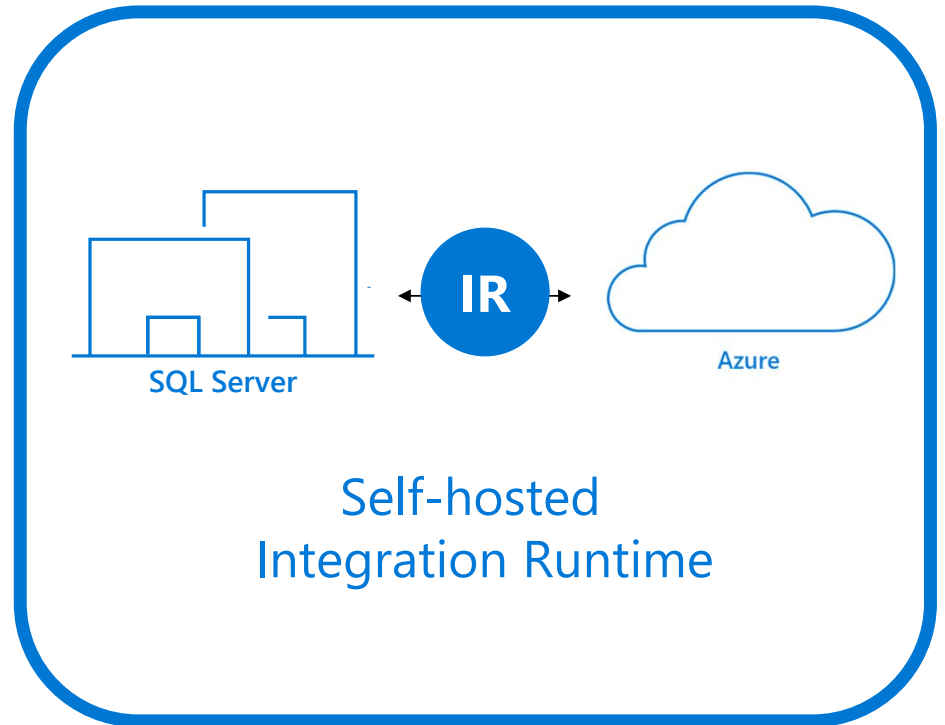 IR
SQL Server
Azure
Self-hosted
Integration Runtime